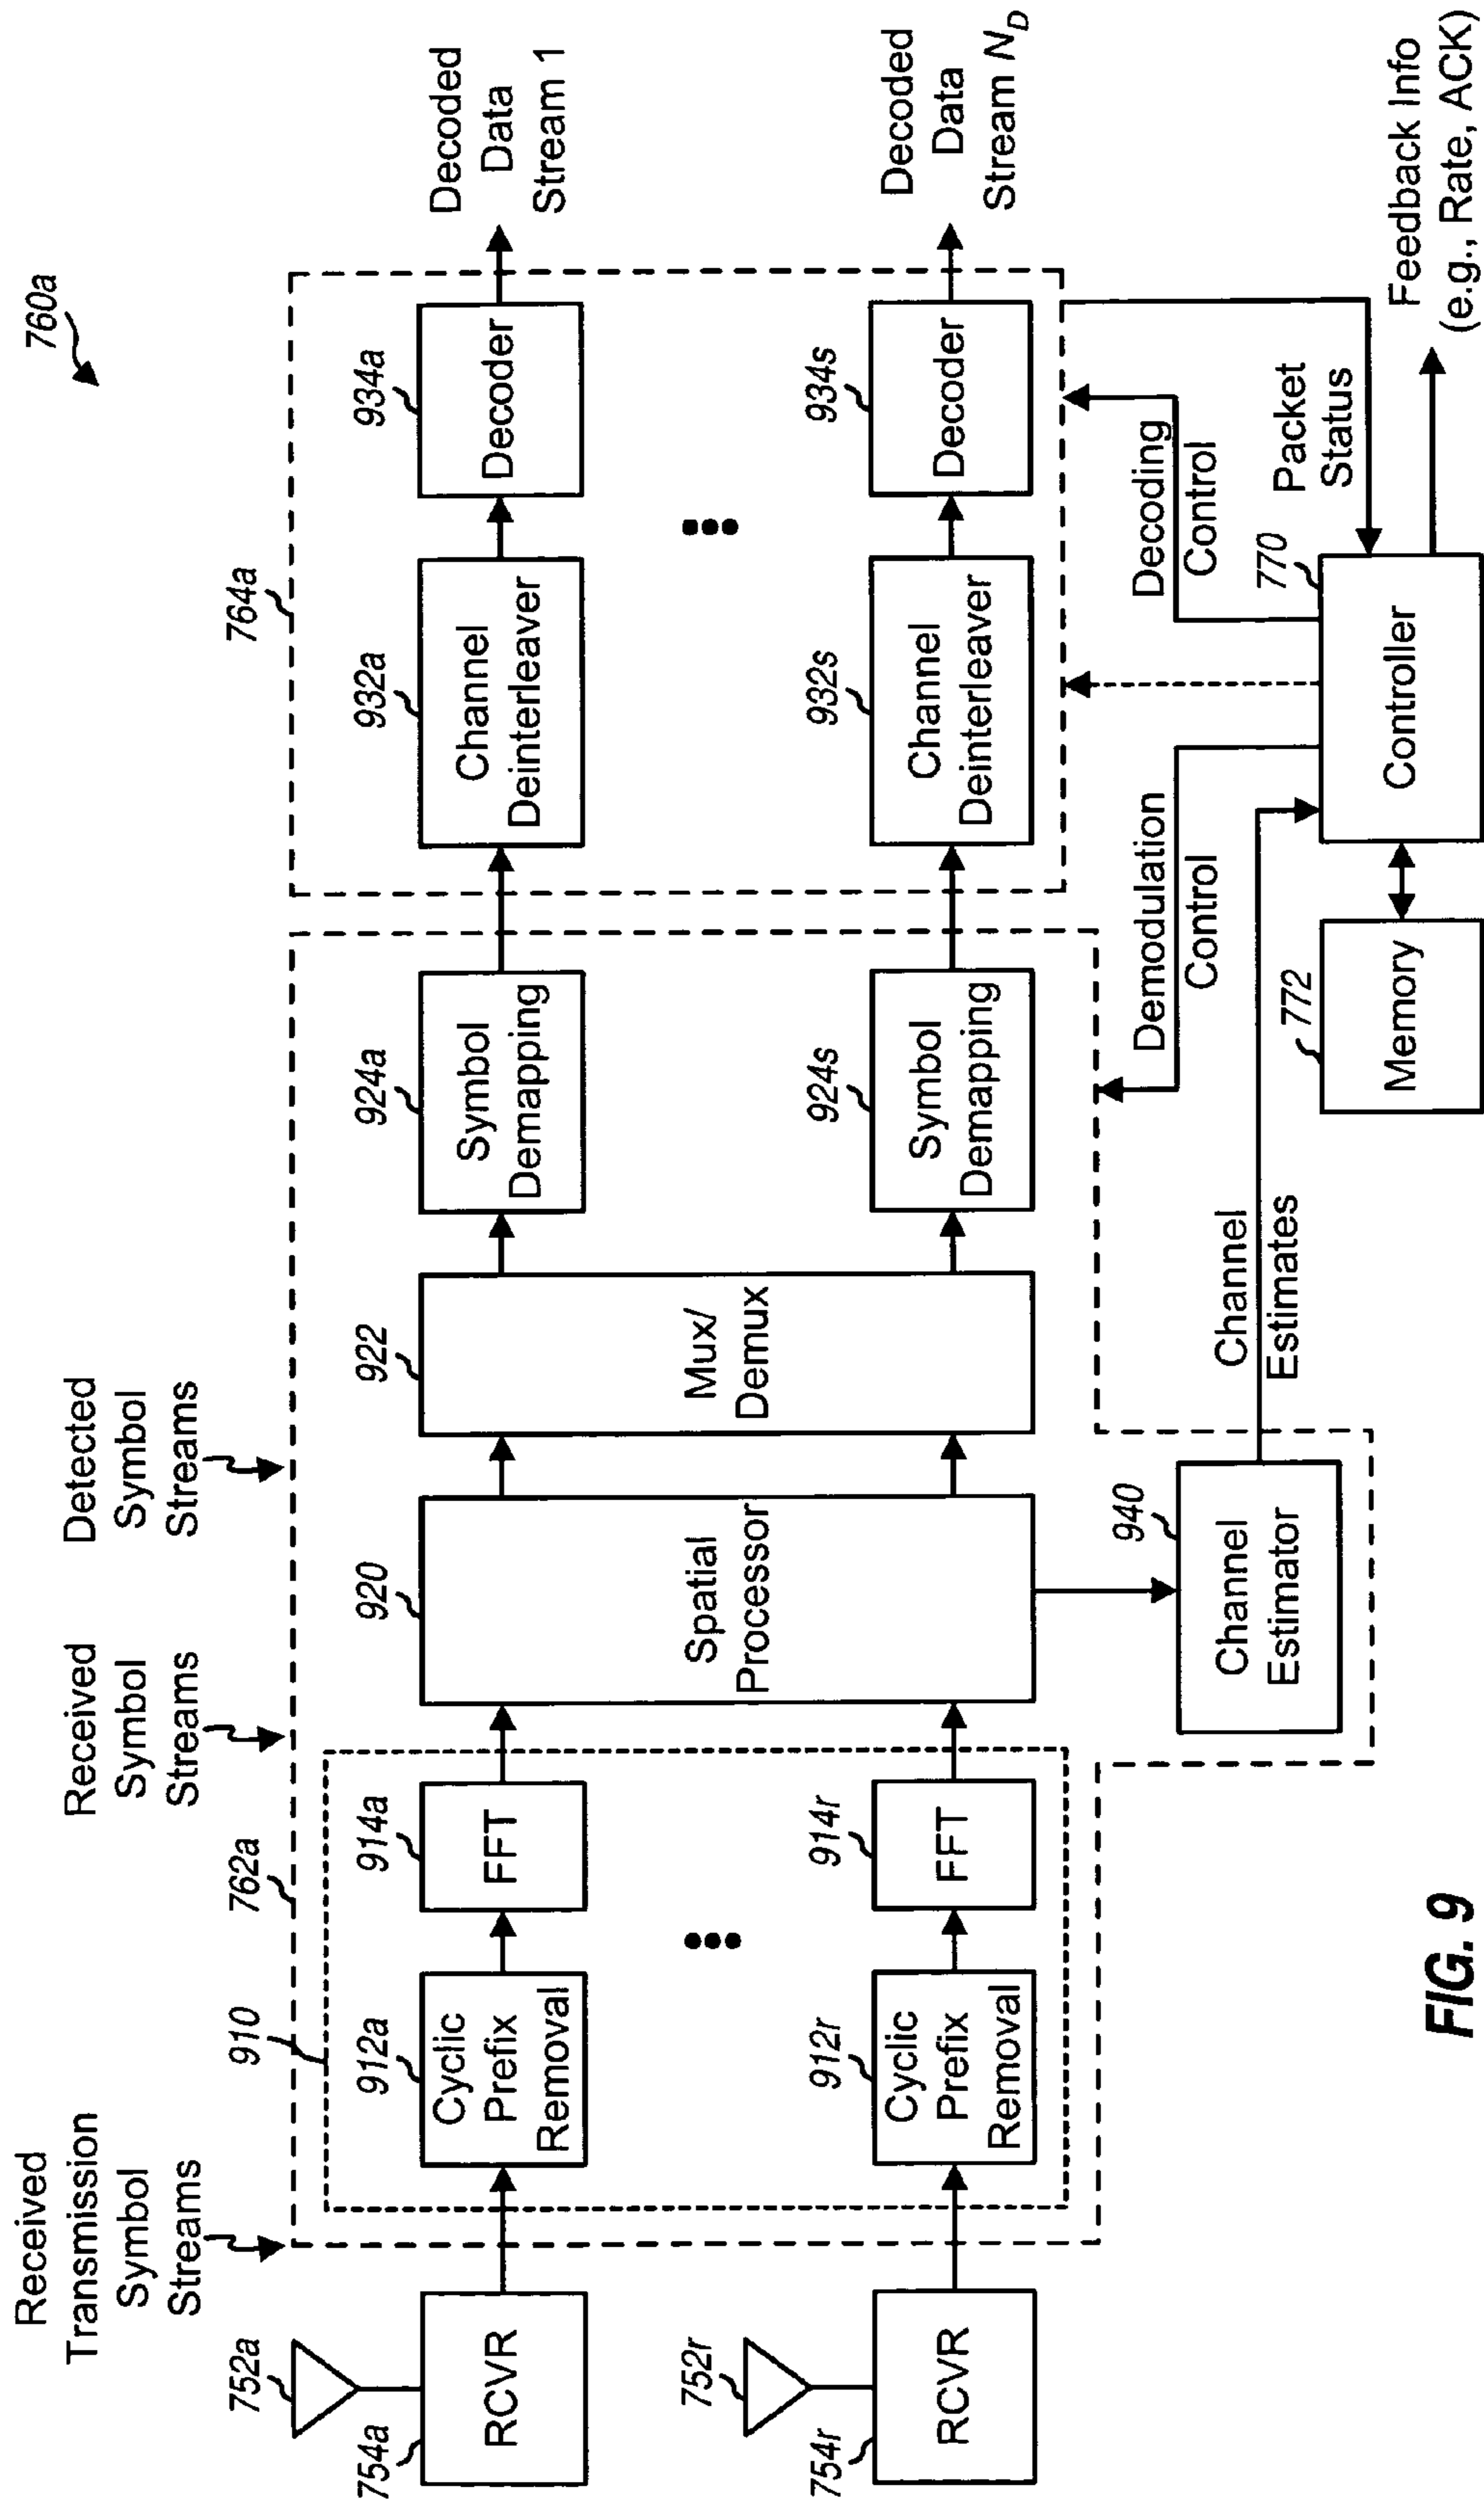 760a
Received
Transmission
Symbol
Streams
Received
Symbol
Streams
Detected
Symbol
Streams
910
762a
764a
752a
754a
RCVR
912a
Cyclic
Prefix
Removal
914a
FFT
920
Spatial
Processor
922
Mux/
Demux
924a
Symbol
Demapping
932a
Channel
Deinterleaver
934a
Decoder
Decoded
Data
Stream 1
752r
754r
RCVR
912r
Cyclic
Prefix
Removal
914r
FFT
924s
Symbol
Demapping
932s
Channel
Deinterleaver
934s
Decoder
Decoded
Data
Stream N_D
940
Channel
Estimator
Channel
Estimates
Demodulation
Control
Decoding
Control
Packet
Status
772
Memory
770
Controller
Feedback Info
(e.g., Rate, ACK)
FIG. 9